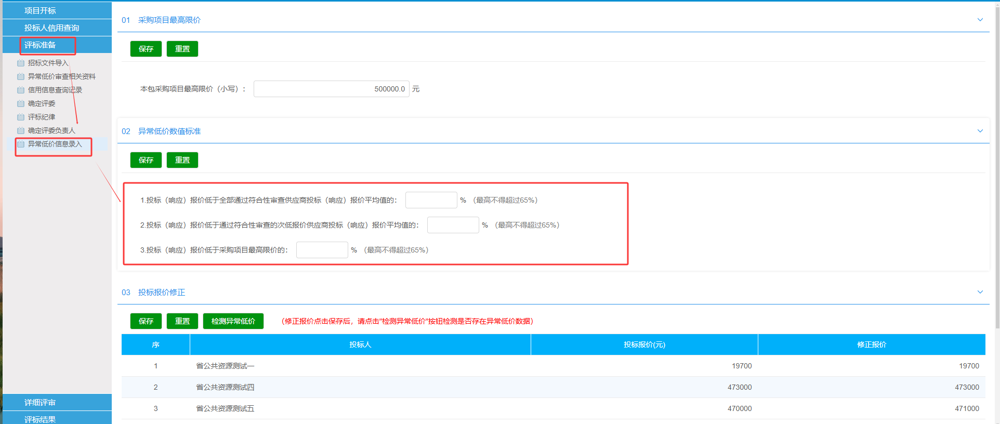 项目开标
投标人信用查询
评标准备
招标文件导入
异常低价审查相关资料
信用信息查询记录
确定评委
评标纪律
确定评委负责人
异常低价信息录入
详细评审
评标结果
01 采购项目最高限价
保存 重置
本包采购项目最高限价（小写）： 500000.0 元
02 异常低价数值标准
保存 重置
1.投标（响应）报价低于全部通过符合性审查供应商投标（响应）报价平均值的： % （最高不得超过65%）
2.投标（响应）报价低于通过符合性审查的次低报价供应商投标（响应）报价平均值的： % （最高不得超过65%）
3.投标（响应）报价低于采购项目最高限价的： % （最高不得超过65%）
03 投标报价修正
保存 重置 检测异常低价 （修正报价点击保存后，请点击"检测异常低价"按钮检测是否存在异常低价数据）
序 投标人 投标报价(元) 修正报价
1 省公共资源测试一 19700 19700
2 省公共资源测试四 473000 473000
3 省公共资源测试五 470000 471000